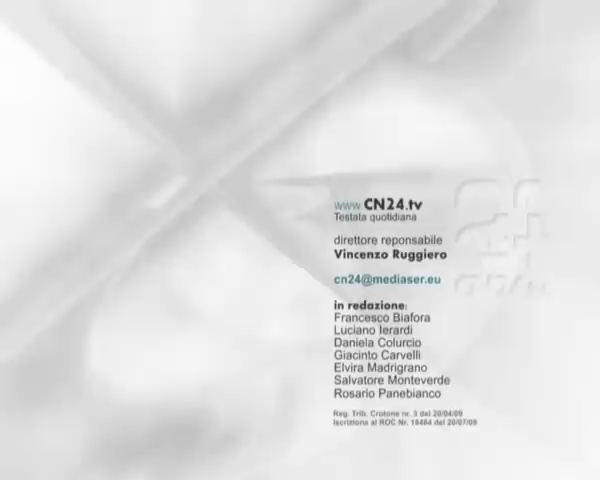 www.CN24.tv
Testata quotidiana
direttore reponsabile
Vincenzo Ruggiero
cn24@mediaser.eu
in redazione:
Francesco Biafora
Luciano Ierardi
Daniela Colurcio
Giacinto Carvelli
Elvira Madrigrano
Salvatore Monteverde
Rosario Panebianco
Reg. Trib. Crotone nr. 3 del 20/04/09
Iscrizione al ROC Nr. 18484 del 20/07/09